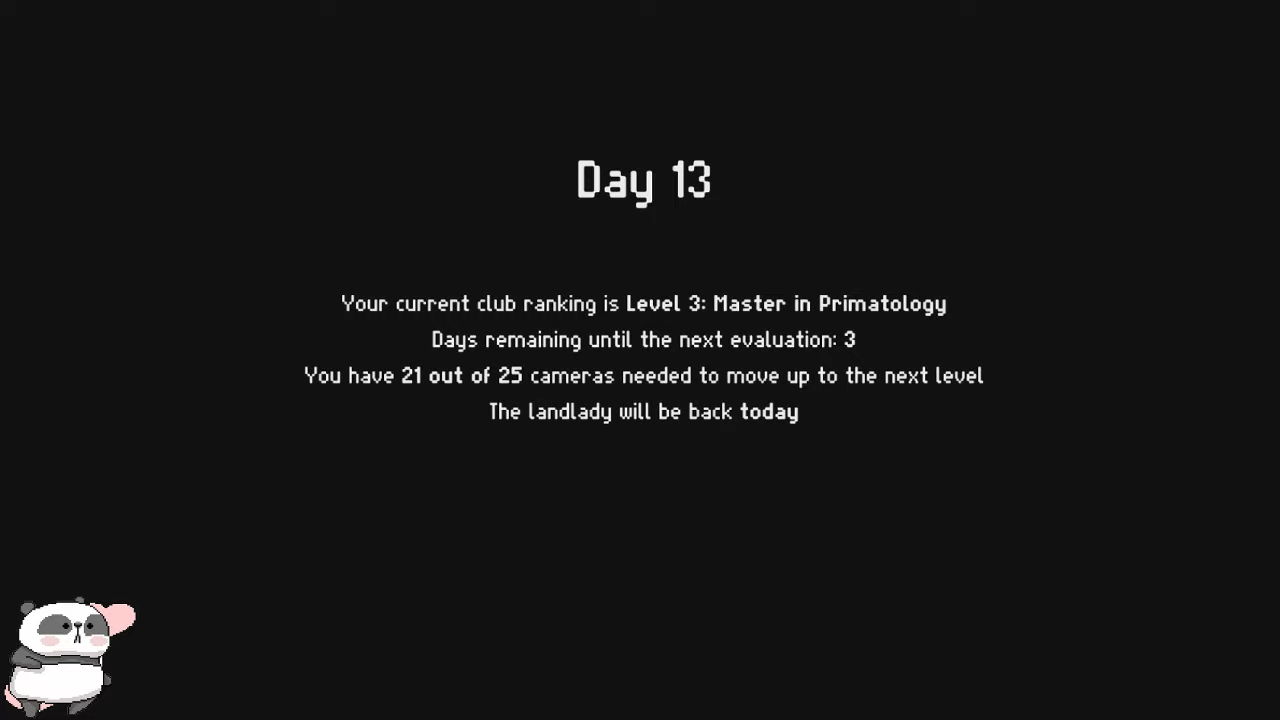 Day 13
Your current club ranking is Level 3: Master in Primatology
Days remaining until the next evaluation: 3
You have 21 out of 25 cameras needed to move up to the next level
The landlady will be back today